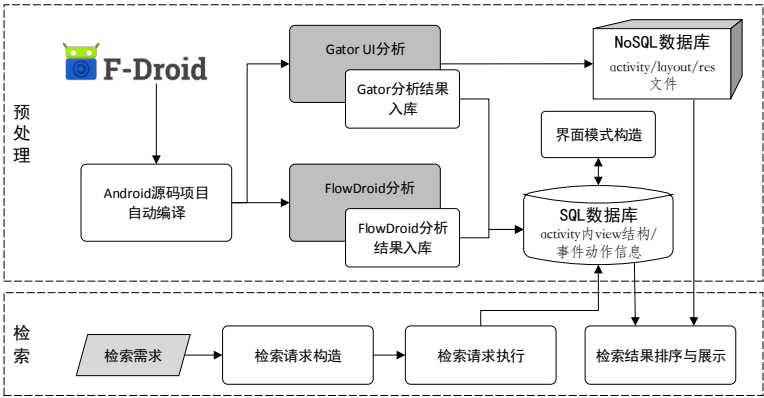 预处理
F-Droid
Android源码项目
自动编译
Gator UI分析
Gator分析结果
入库
FlowDroid分析
FlowDroid分析
结果入库
NoSQL数据库
activity/layout/res
文件
界面模式构造
SQL数据库
activity内view结构/
事件动作信息
检索
检索需求
检索请求构造
检索请求执行
检索结果排序与展示